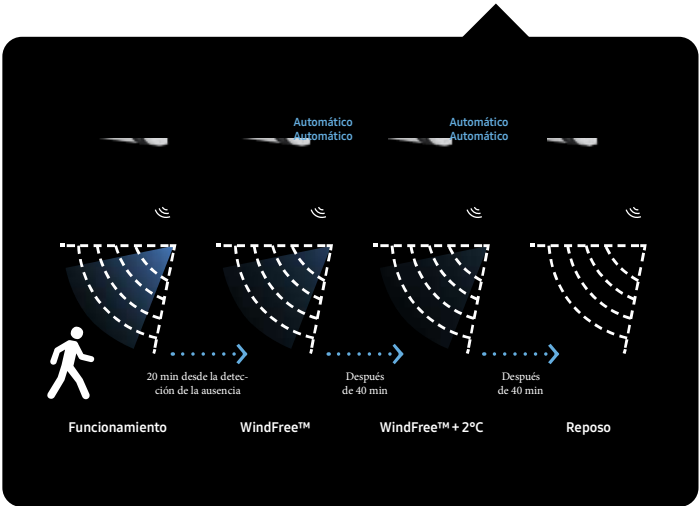 Automático
Automático
Automático
Automático
20 min desde la detec-
ción de la ausencia
Después
de 40 min
Después
de 40 min
Funcionamiento
WindFree™
WindFree™ + 2°C
Reposo